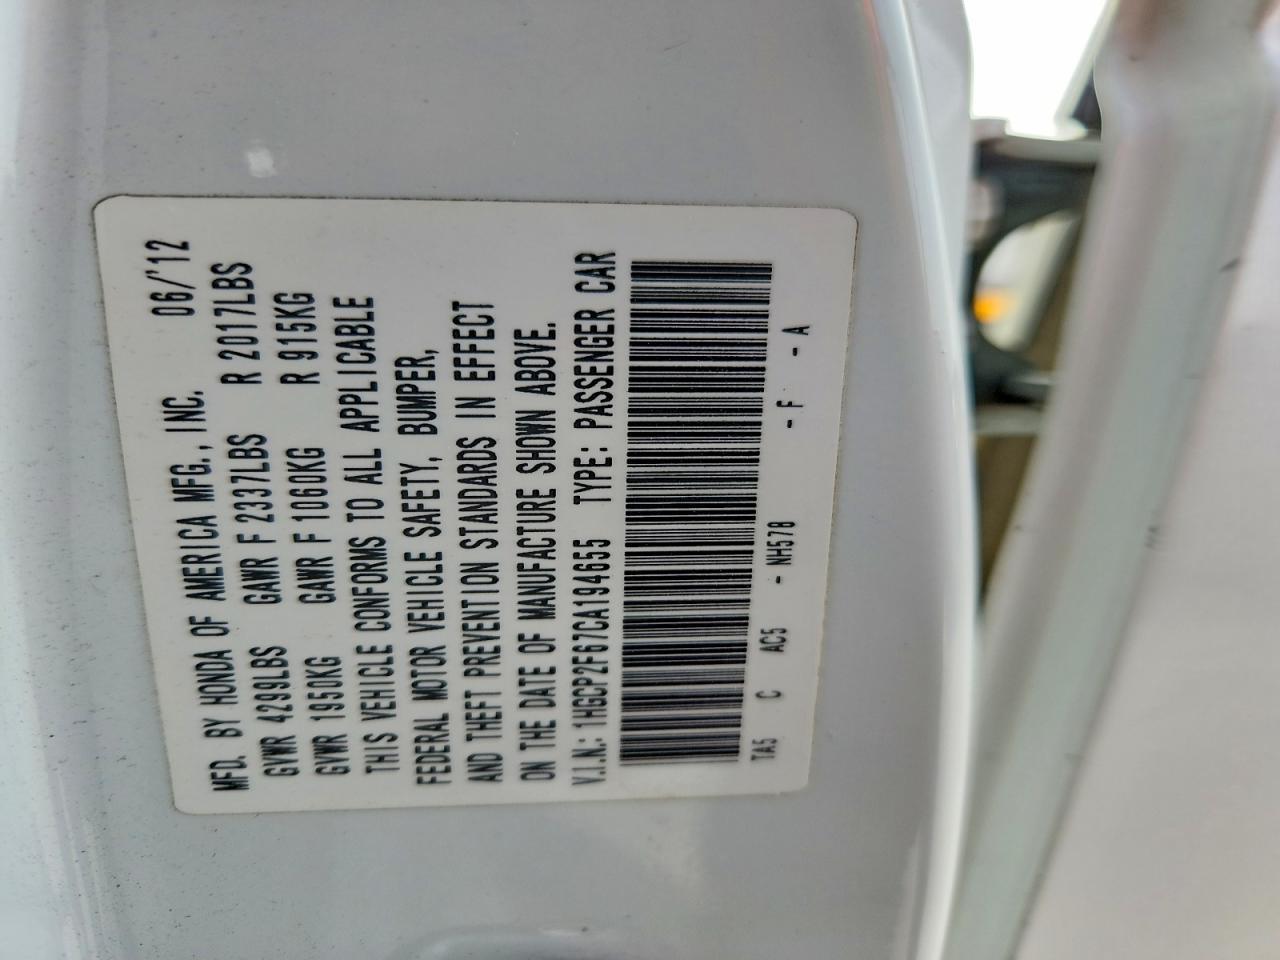 MFD. BY HONDA OF AMERICA MFG., INC. 06/'12
GVWR 4299LBS GAWR F 2337LBS R 2017LBS
GVWR 1950KG GAWR F 1060KG R 915KG
THIS VEHICLE CONFORMS TO ALL APPLICABLE
FEDERAL MOTOR VEHICLE SAFETY, BUMPER,
AND THEFT PREVENTION STANDARDS IN EFFECT
ON THE DATE OF MANUFACTURE SHOWN ABOVE.
V.I.N.: 1HGCP2F67CA194655 TYPE: PASSENGER CAR
TA5 C AC5 - NH578 - F - A